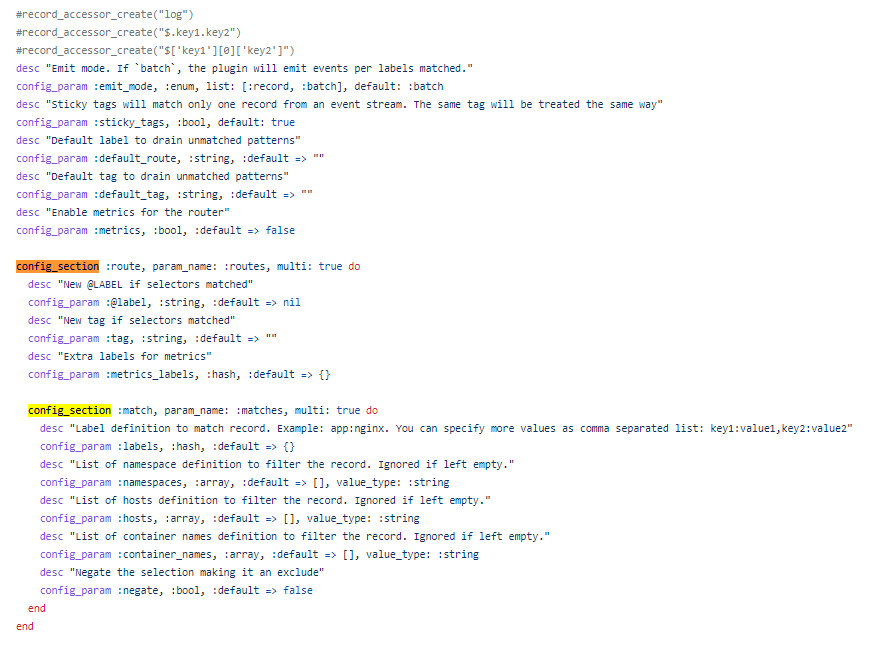 #record_accessor_create("log")
#record_accessor_create("$.key1.key2")
#record_accessor_create("$['key1'][0]['key2']")
desc "Emit mode. If `batch`, the plugin will emit events per labels matched."
config_param :emit_mode, :enum, list: [:record, :batch], default: :batch
desc "Sticky tags will match only one record from an event stream. The same tag will be treated the same way"
config_param :sticky_tags, :bool, default: true
desc "Default label to drain unmatched patterns"
config_param :default_route, :string, :default => ""
desc "Default tag to drain unmatched patterns"
config_param :default_tag, :string, :default => ""
desc "Enable metrics for the router"
config_param :metrics, :bool, :default => false
config_section :route, param_name: :routes, multi: true do
desc "New @LABEL if selectors matched"
config_param :@label, :string, :default => nil
desc "New tag if selectors matched"
config_param :tag, :string, :default => ""
desc "Extra labels for metrics"
config_param :metrics_labels, :hash, :default => {}
config_section :match, param_name: :matches, multi: true do
desc "Label definition to match record. Example: app:nginx. You can specify more values as comma separated list: key1:value1,key2:value2"
config_param :labels, :hash, :default => {}
desc "List of namespace definition to filter the record. Ignored if left empty."
config_param :namespaces, :array, :default => [], value_type: :string
desc "List of hosts definition to filter the record. Ignored if left empty."
config_param :hosts, :array, :default => [], value_type: :string
desc "List of container names definition to filter the record. Ignored if left empty."
config_param :container_names, :array, :default => [], value_type: :string
desc "Negate the selection making it an exclude"
config_param :negate, :bool, :default => false
end
end